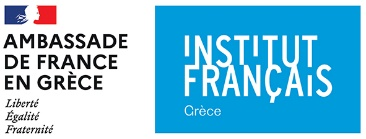 AMBASSADE
DE FRANCE
EN GRÈCE
Liberté
Égalité
Fraternité
INSTITUT
FRANÇAIS
Grèce